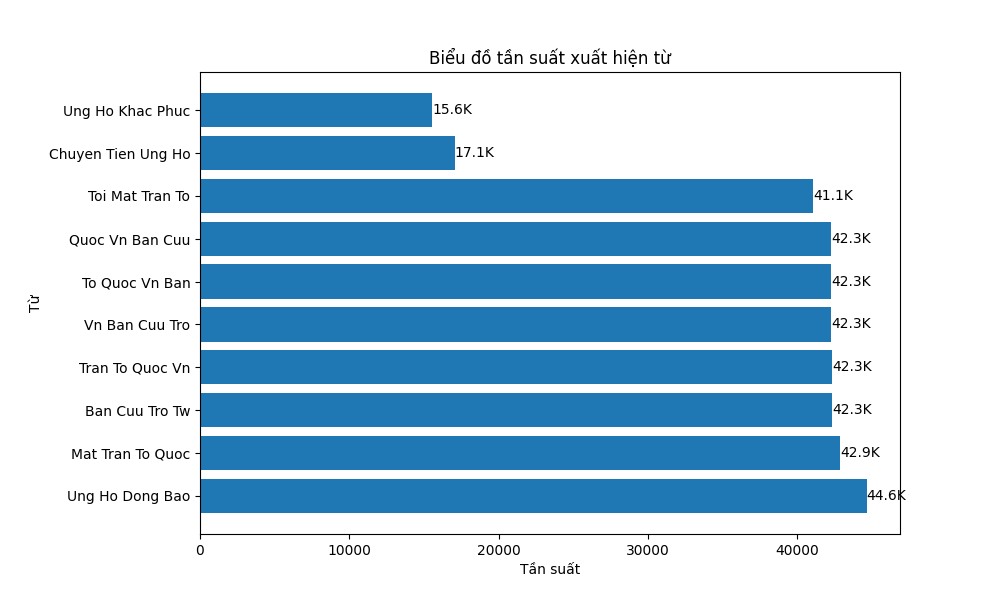 Biểu đồ tần suất xuất hiện từ
Từ
Ung Ho Khac Phuc 15.6K
Chuyen Tien Ung Ho 17.1K
Toi Mat Tran To 41.1K
Quoc Vn Ban Cuu 42.3K
To Quoc Vn Ban 42.3K
Vn Ban Cuu Tro 42.3K
Tran To Quoc Vn 42.3K
Ban Cuu Tro Tw 42.3K
Mat Tran To Quoc 42.9K
Ung Ho Dong Bao 44.6K
0 10000 20000 30000 40000
Tần suất